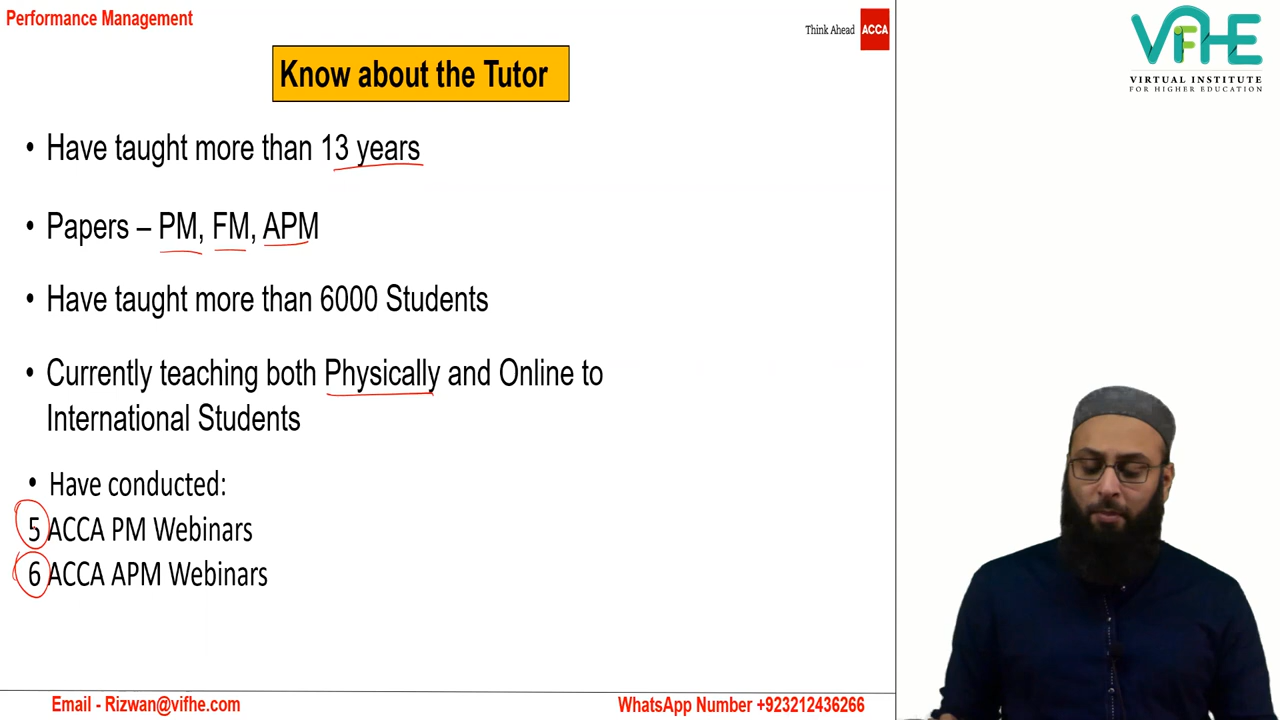 Performance Management
Think Ahead ACCA
VIFHE
VIRTUAL INSTITUTE
FOR HIGHER EDUCATION
Know about the Tutor
• Have taught more than 13 years
• Papers – PM, FM, APM
• Have taught more than 6000 Students
• Currently teaching both Physically and Online to
International Students
• Have conducted:
5 ACCA PM Webinars
6 ACCA APM Webinars
Email - Rizwan@vifhe.com
WhatsApp Number +923212436266